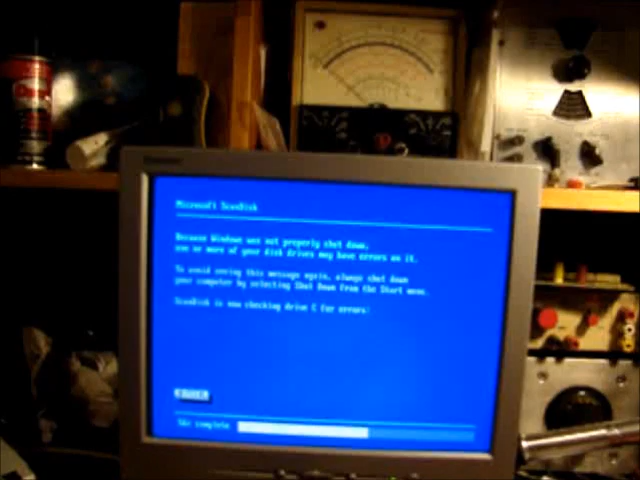 Microsoft ScanDisk
Because Windows was not properly shut down,
one or more of your disk drives may have errors on it.
To avoid seeing this message again, always shut down
your computer by selecting Shut Down from the Start menu.
ScanDisk is now checking drive C for errors:
complete